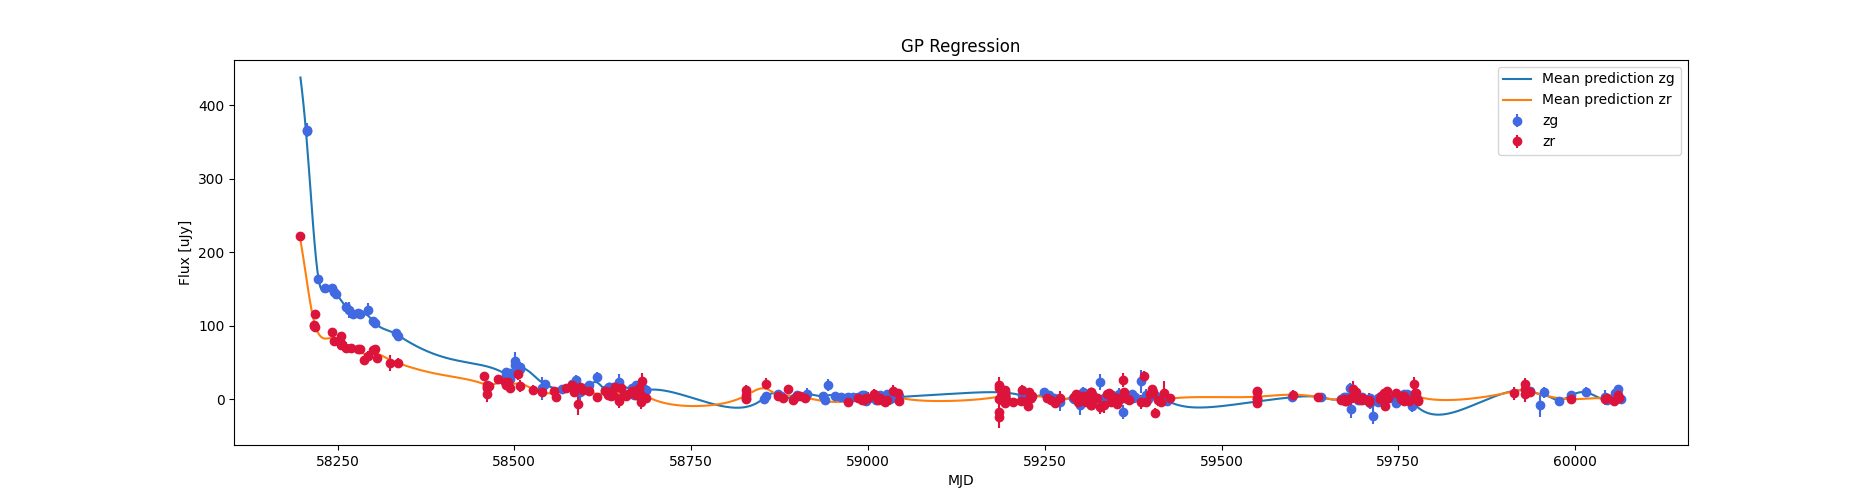 GP Regression
Flux [uJy]
400
300
200
100
0
Mean prediction zg
Mean prediction zr
zg
zr
58250
58500
58750
59000
59250
59500
59750
60000
MJD